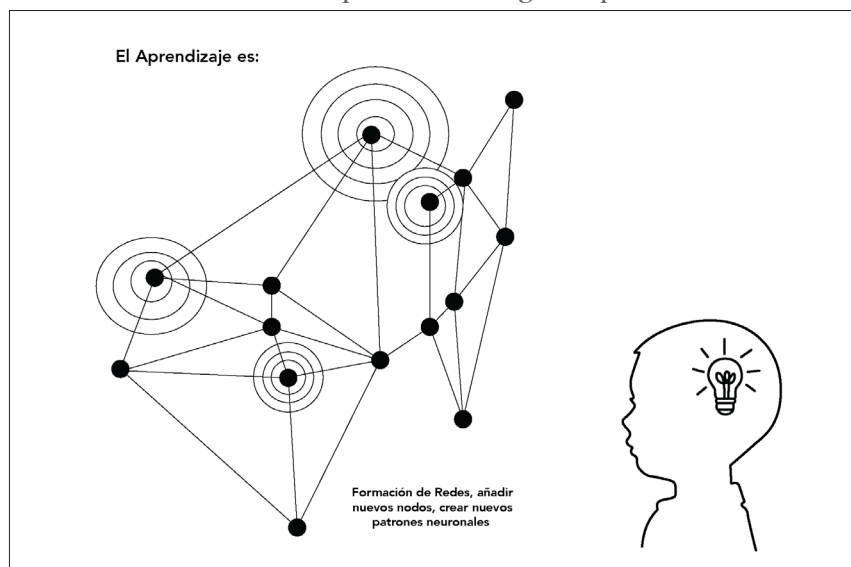 El Aprendizaje es:
Formación de Redes, añadir
nuevos nodos, crear nuevos
patrones neuronales